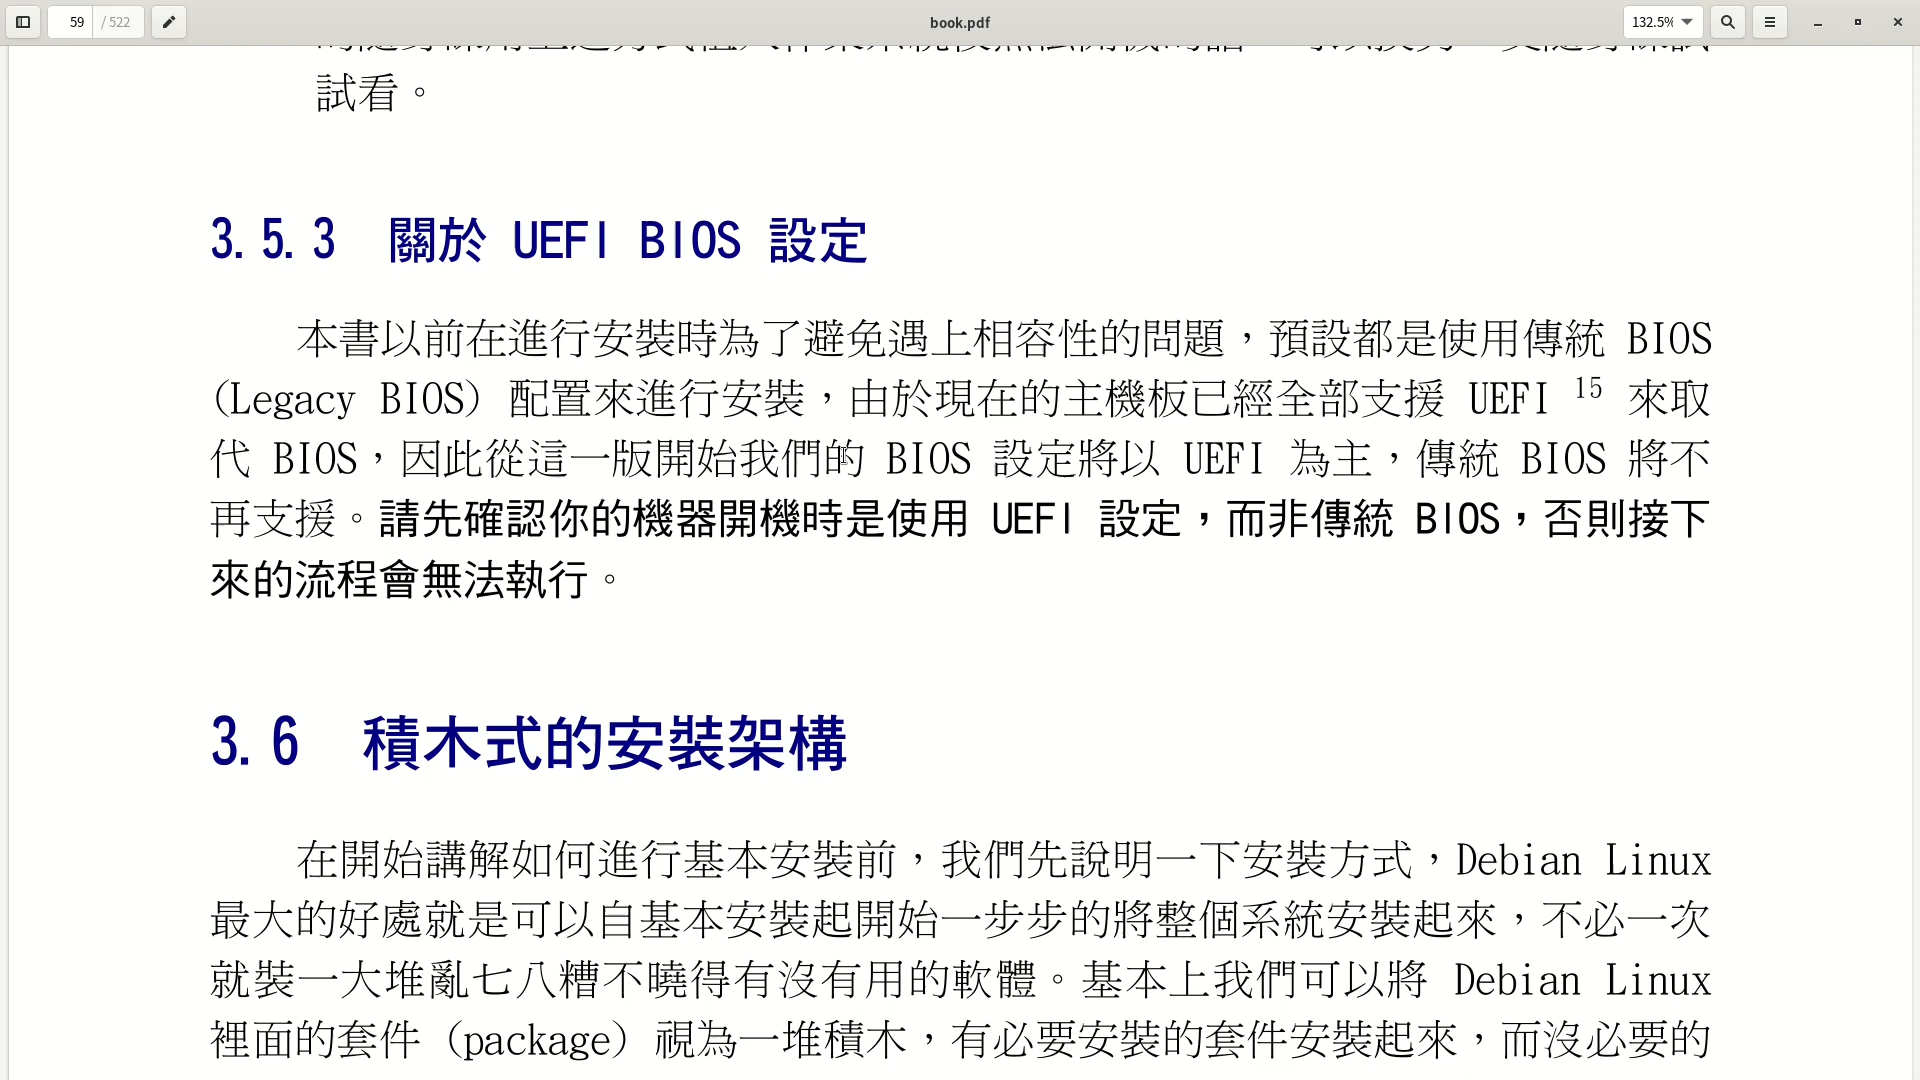 59 / 522
book.pdf
132.5%
試看。
3.5.3 關於 UEFI BIOS 設定
本書以前在進行安裝時為了避免遇上相容性的問題，預設都是使用傳統 BIOS
(Legacy BIOS) 配置來進行安裝，由於現在的主機板已經全部支援 UEFI 15 來取
代 BIOS，因此從這一版開始我們的 BIOS 設定將以 UEFI 為主，傳統 BIOS 將不
再支援。請先確認你的機器開機時是使用 UEFI 設定，而非傳統 BIOS，否則接下
來的流程會無法執行。
3.6 積木式的安裝架構
在開始講解如何進行基本安裝前，我們先說明一下安裝方式，Debian Linux
最大的好處就是可以自基本安裝起開始一步步的將整個系統安裝起來，不必一次
就裝一大堆亂七八糟不曉得有沒有用的軟體。基本上我們可以將 Debian Linux
裡面的套件 (package) 視為一堆積木，有必要安裝的套件安裝起來，而沒必要的